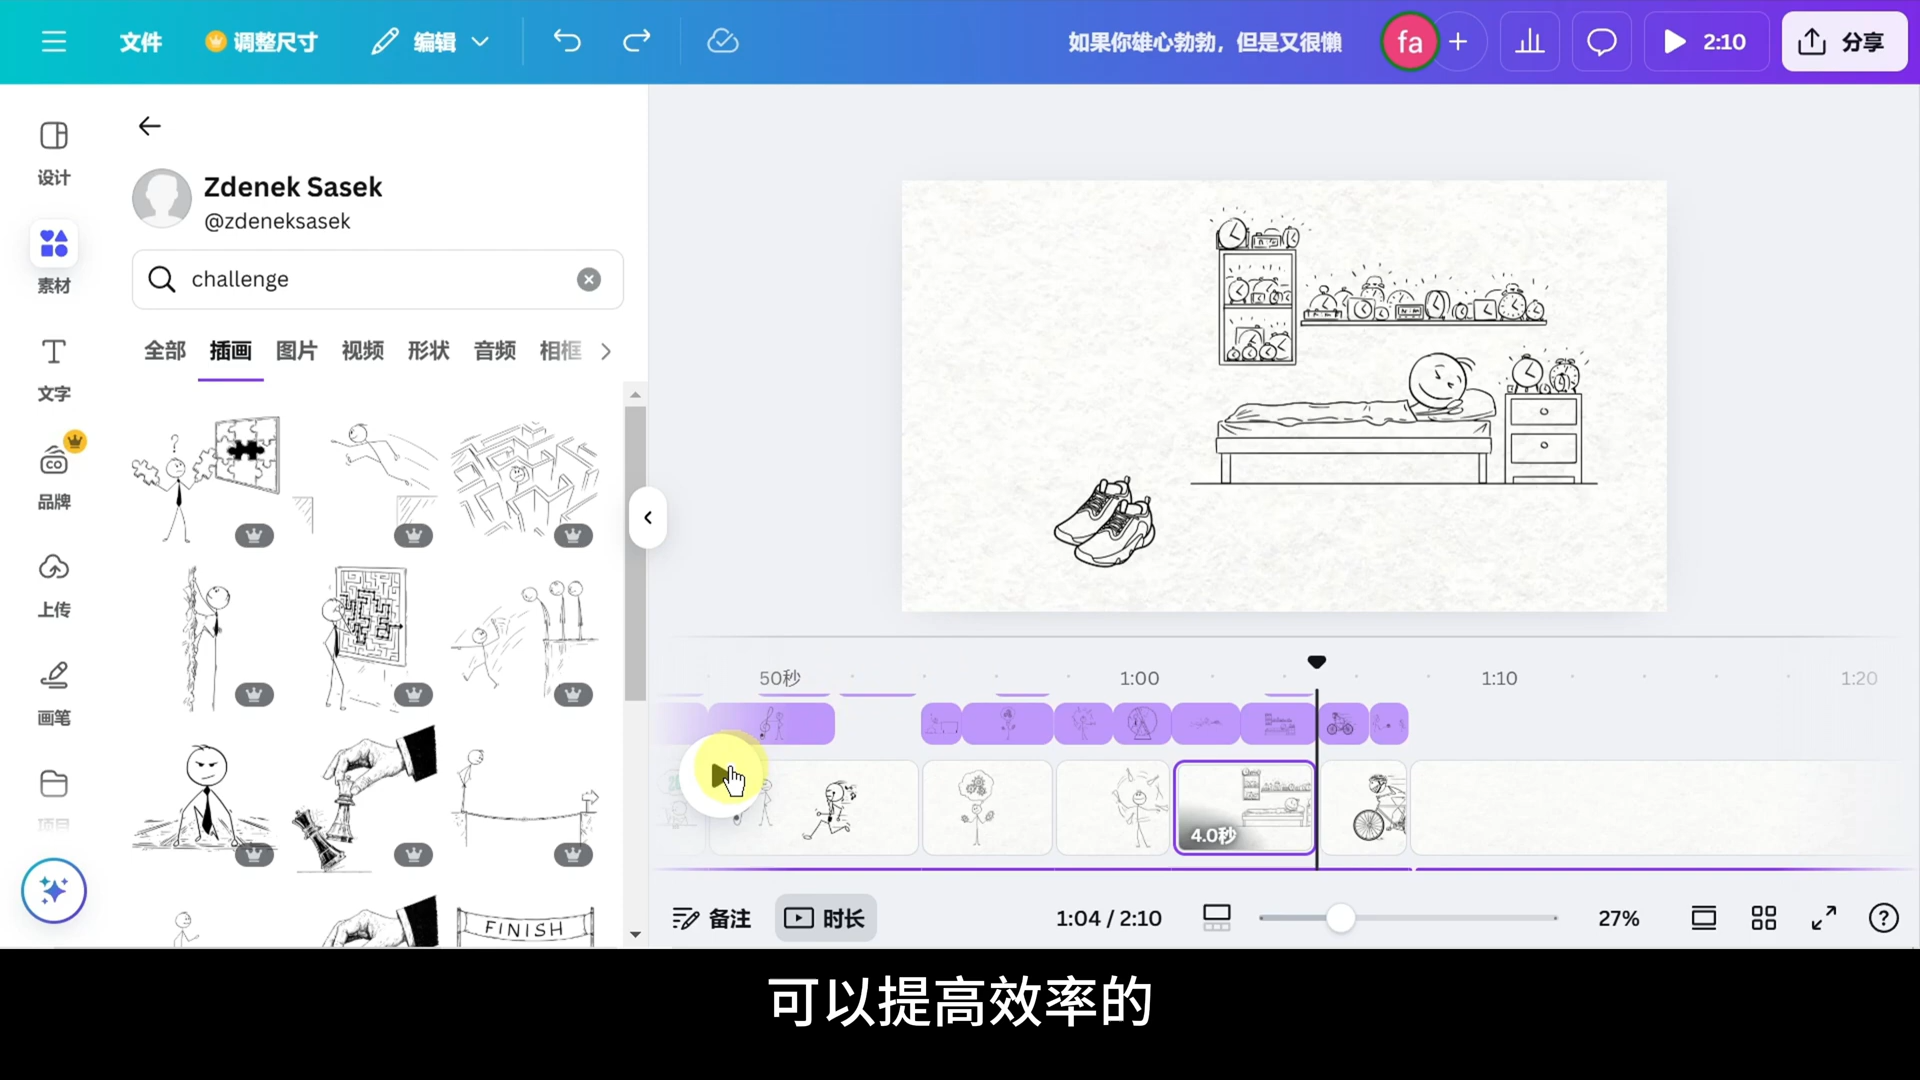 文件
调整尺寸
编辑
如果你雄心勃勃，但是又很懒
fa
2:10
分享
设计
素材
文字
品牌
上传
画笔
项目
Zdenek Sasek
@zdeneksasek
challenge
全部 插画 图片 视频 形状 音频 相框
FINISH
50秒
1:00
1:10
1:20
4.0秒
备注
时长
1:04 / 2:10
27%
可以提高效率的